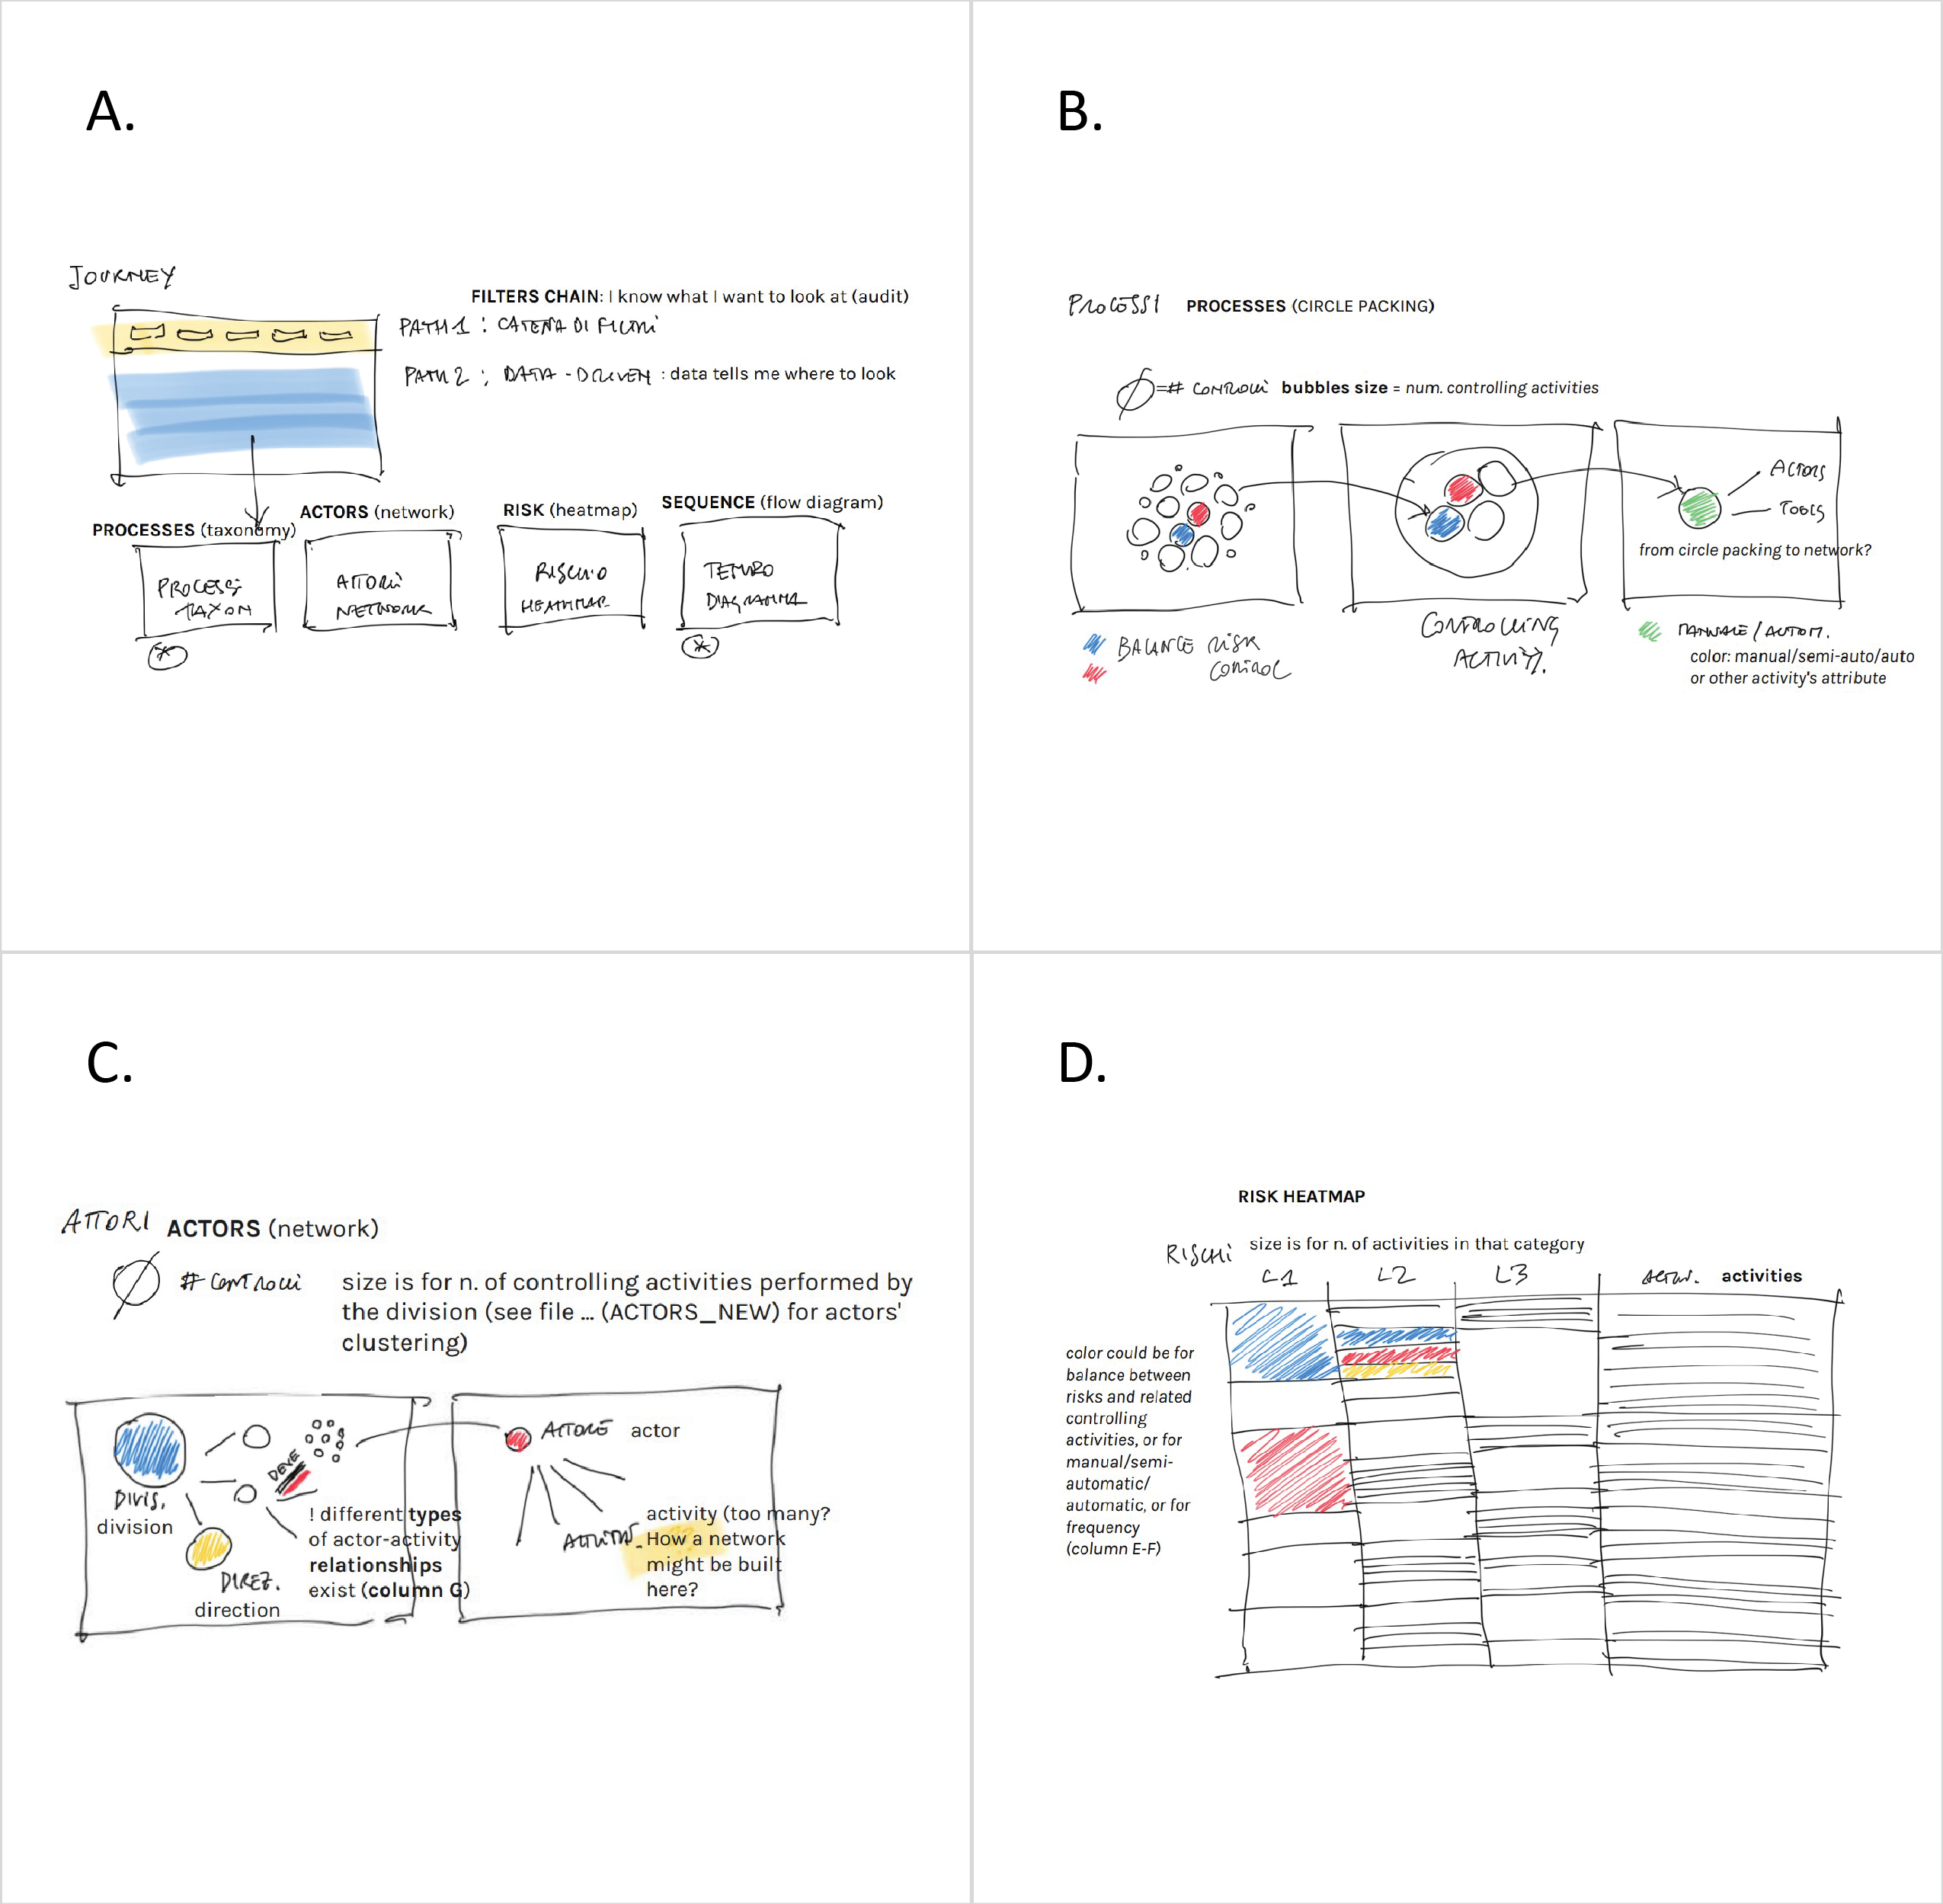 A.
JOURNEY
FILTERS CHAIN: I know what I want to look at (audit)
PATH 1 : CATENA DI FILTRI
PATH 2 : DATA-DRIVEN : data tells me where to look
PROCESSES (taxonomy)
ACTORS (network)
RISK (heatmap)
SEQUENCE (flow diagram)
PROCESSI
TAXON
ATTORI
NETWORK
RISCHIO
HEATMAP
TEMPO
DIAGRAMMA
B.
PROCESSI PROCESSES (CIRCLE PACKING)
Ø=# CONTROLLI bubbles size = num. controlling activities
ACTORS
TOOLS
from circle packing to network?
BALANCE RISK
CONTROL
CONTROLLING
ACTIVITY.
MANUALE/AUTOM.
color: manual/semi-auto/auto
or other activity's attribute
C.
ATTORI ACTORS (network)
Ø # CONTROLLI
size is for n. of controlling activities performed by
the division (see file ... (ACTORS_NEW) for actors'
clustering)
DIVIS.
division
DIREZ.
direction
! different types
of actor-activity
relationships
exist (column G)
ATTORE actor
activity (too many?
How a network
might be built
here?
D.
RISK HEATMAP
RISCHI size is for n. of activities in that category
L1 L2 L3 activities
color could be for
balance between
risks and related
controlling
activities, or for
manual/semi-
automatic/
automatic, or for
frequency
(column E-F)